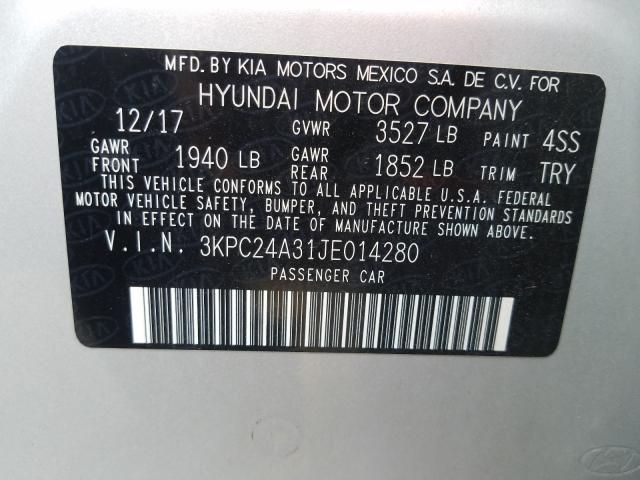 MFD. BY KIA MOTORS MEXICO S.A. DE C.V. FOR
HYUNDAI MOTOR COMPANY
12/17 GVWR 3527 LB PAINT 4SS
GAWR FRONT 1940 LB GAWR REAR 1852 LB TRIM TRY
THIS VEHICLE CONFORMS TO ALL APPLICABLE U.S.A. FEDERAL
MOTOR VEHICLE SAFETY, BUMPER, AND THEFT PREVENTION STANDARDS
IN EFFECT ON THE DATE OF MANUFACTURE SHOWN ABOVE.
V.I.N. 3KPC24A31JE014280
PASSENGER CAR